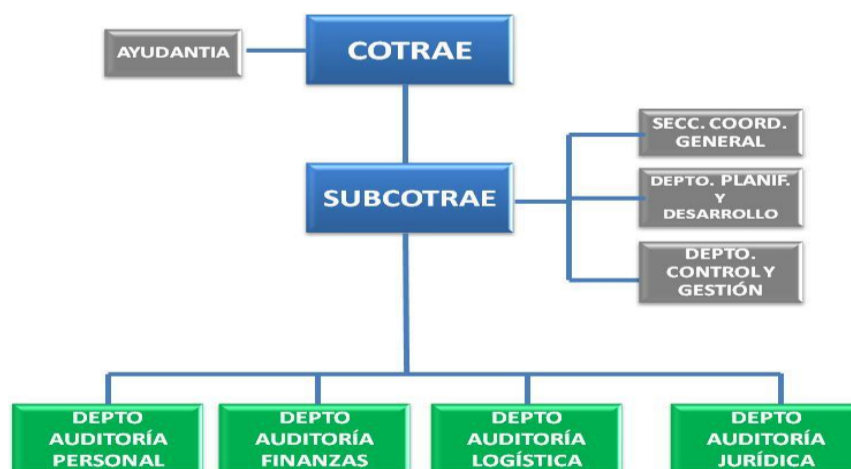 AYUDANTIA
COTRAE
SUBCOTRAE
SECC. COORD.
GENERAL
DEPTO. PLANIF.
Y
DESARROLLO
DEPTO.
CONTROL Y
GESTIÓN
DEPTO
AUDITORÍA
PERSONAL
DEPTO
AUDITORÍA
FINANZAS
DEPTO
AUDITORÍA
LOGÍSTICA
DEPTO
AUDITORÍA
JURÍDICA